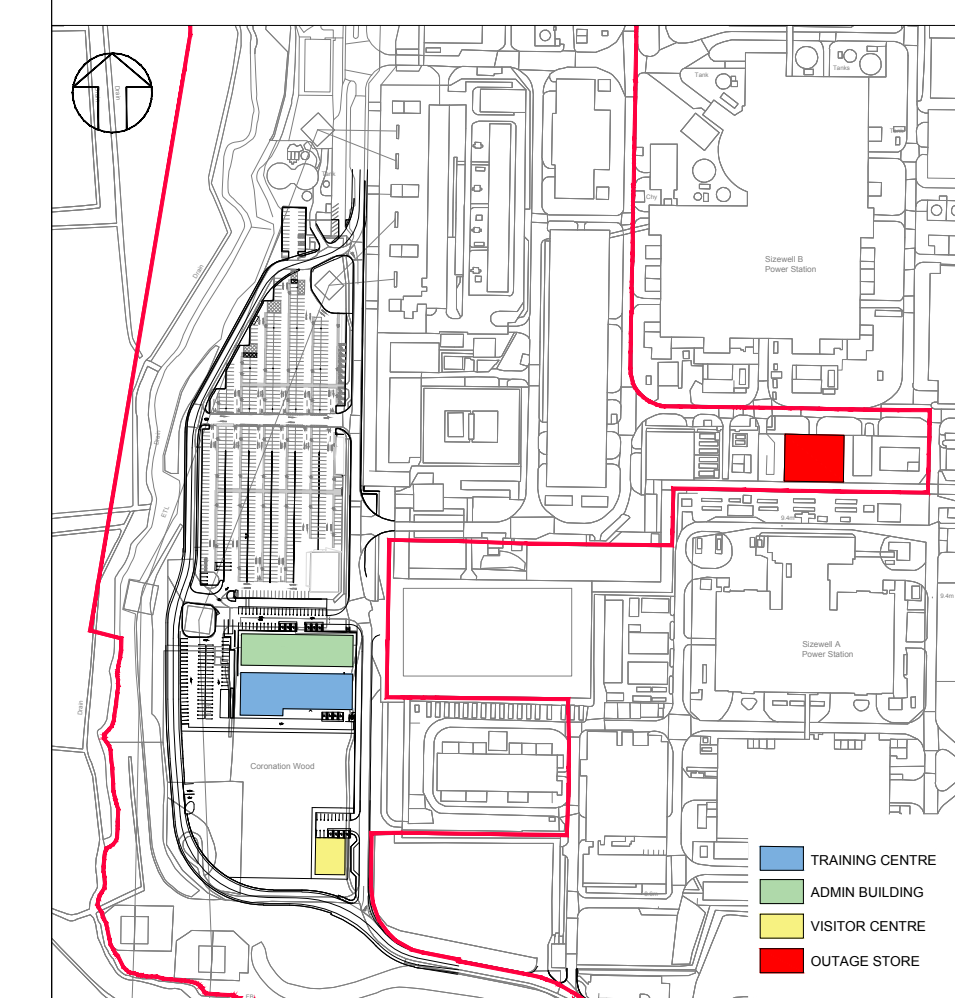 Drain
Tank
Tanks
Tank
Chy
Drain
Sizewell B
Power Station
Drain
ETL
9.4m
9.4m
Sizewell A
Power Station
Drain
Coronation Wood
TRAINING CENTRE
ADMIN BUILDING
VISITOR CENTRE
OUTAGE STORE